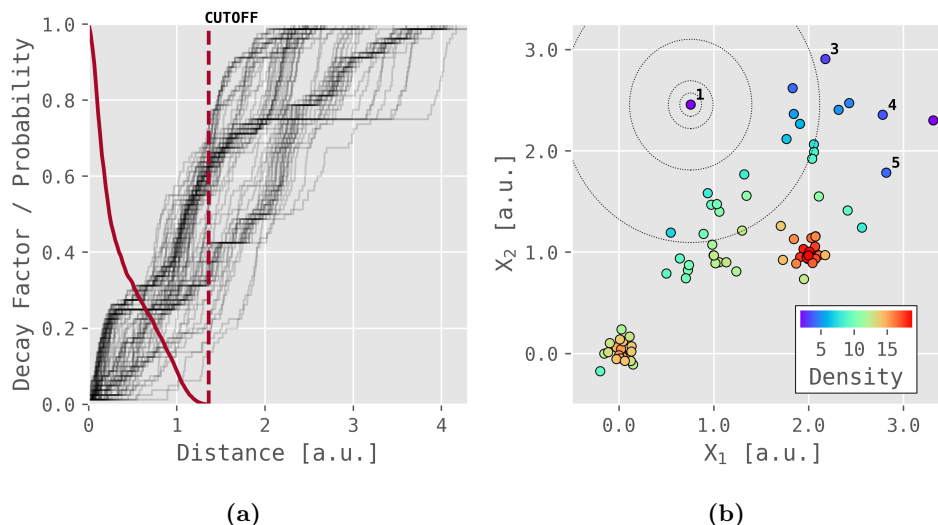 CUTOFF
1.0
0.8
0.6
0.4
0.2
0.0
Decay Factor / Probability
0
1
2
3
4
Distance [a.u.]
(a)
3.0
2.0
1.0
0.0
X2 [a.u.]
1
3
4
5
5 10 15
Density
0.0
1.0
2.0
3.0
X1 [a.u.]
(b)